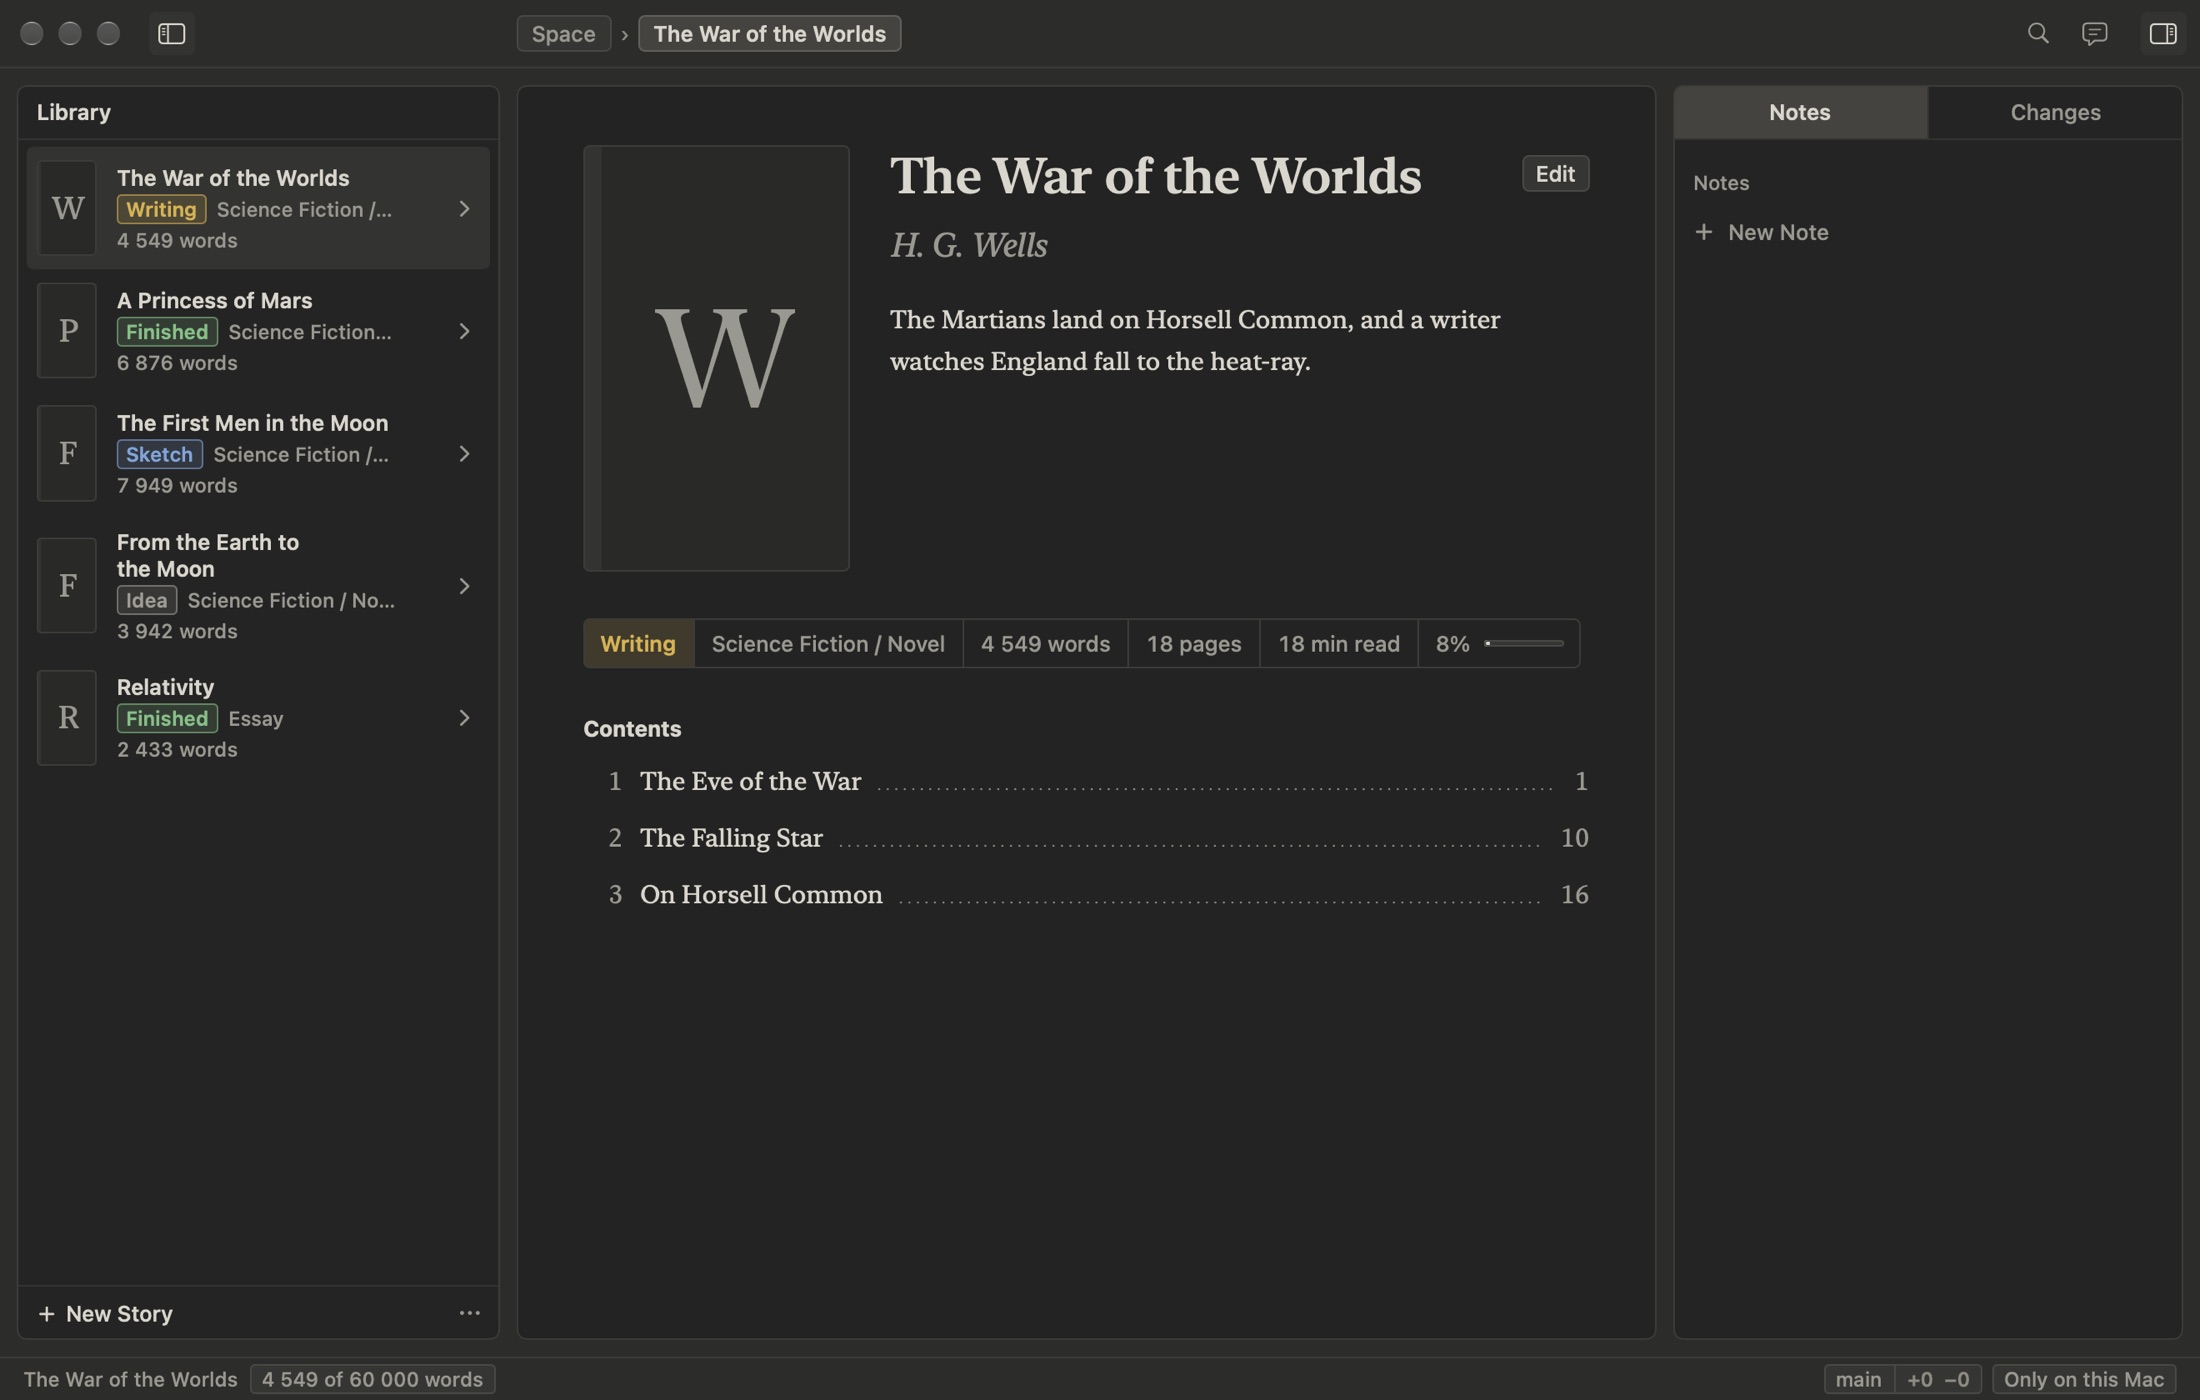 Space › The War of the Worlds
Library
W
The War of the Worlds
Writing Science Fiction /...
4 549 words
P
A Princess of Mars
Finished Science Fiction...
6 876 words
F
The First Men in the Moon
Sketch Science Fiction /...
7 949 words
F
From the Earth to
the Moon
Idea Science Fiction / No...
3 942 words
R
Relativity
Finished Essay
2 433 words
+ New Story ...
W
The War of the Worlds
Edit
H. G. Wells
The Martians land on Horsell Common, and a writer
watches England fall to the heat-ray.
Writing Science Fiction / Novel 4 549 words 18 pages 18 min read 8%
Contents
1 The Eve of the War 1
2 The Falling Star 10
3 On Horsell Common 16
Notes Changes
Notes
+ New Note
The War of the Worlds 4 549 of 60 000 words
main +0 −0 Only on this Mac